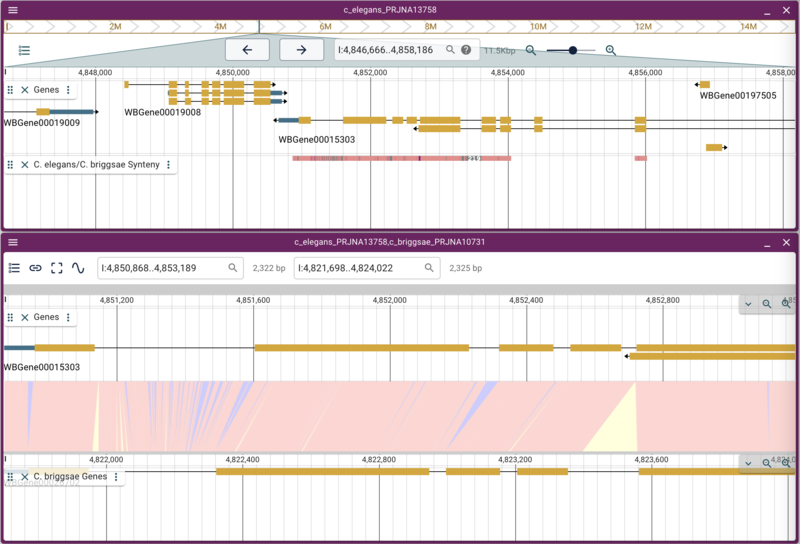 c_elegans_PRJNA13758
2M 4M 6M 8M 10M 12M 14M
I:4,846,666..4,858,186 11.5Kbp
I 4,848,000 4,850,000 4,852,000 4,854,000 4,856,000 4,858,0
Genes
WBGene00197505
WBGene00019008
WBGene00019009
WBGene00015303
C. elegans/C. briggsae Synteny
c_elegans_PRJNA13758,c_briggsae_PRJNA10731
I:4,850,868..4,853,189 2,322 bp I:4,821,698..4,824,022 2,325 bp
I 4,851,200 4,851,600 4,852,000 4,852,400 4,852,800
Genes
WBGene00015303
I 4,822,000 4,822,400 4,822,800 4,823,200 4,823,600
C. briggsae Genes